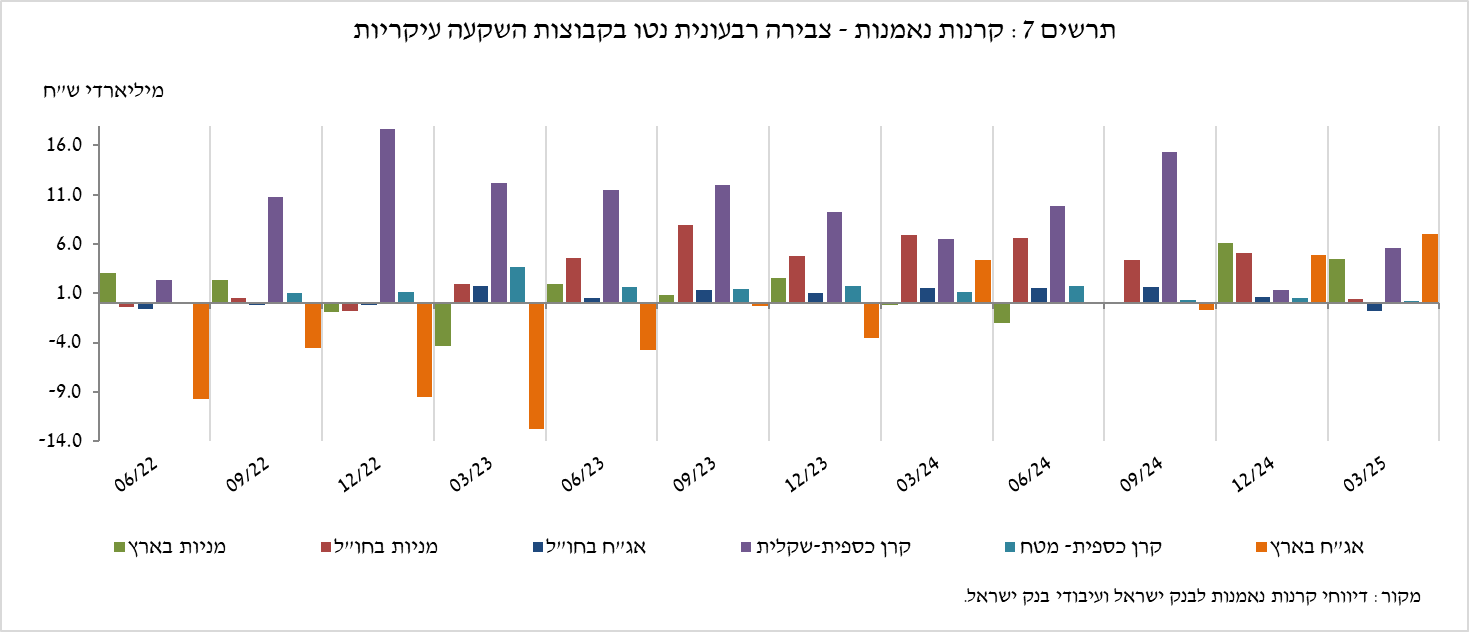 תרשים 7 : קרנות נאמנות - צבירה רבעונית נטו בקבוצות השקעה עיקריות
מיליארדי ש"ח
16.0
11.0
6.0
1.0
-4.0
-9.0
-14.0
06/22 09/22 12/22 03/23 06/23 09/23 12/23 03/24 06/24 09/24 12/24 03/25
מניות בארץ מניות בחו"ל אג"ח בחו"ל קרן כספית-שקלית קרן כספית- מטח אג"ח בארץ
מקור : דיווחי קרנות נאמנות לבנק ישראל ועיבודי בנק ישראל.